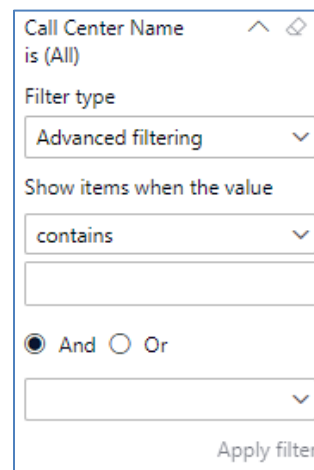 Call Center Name
is (All)
Filter type
Advanced filtering
Show items when the value
contains
And Or
Apply filter